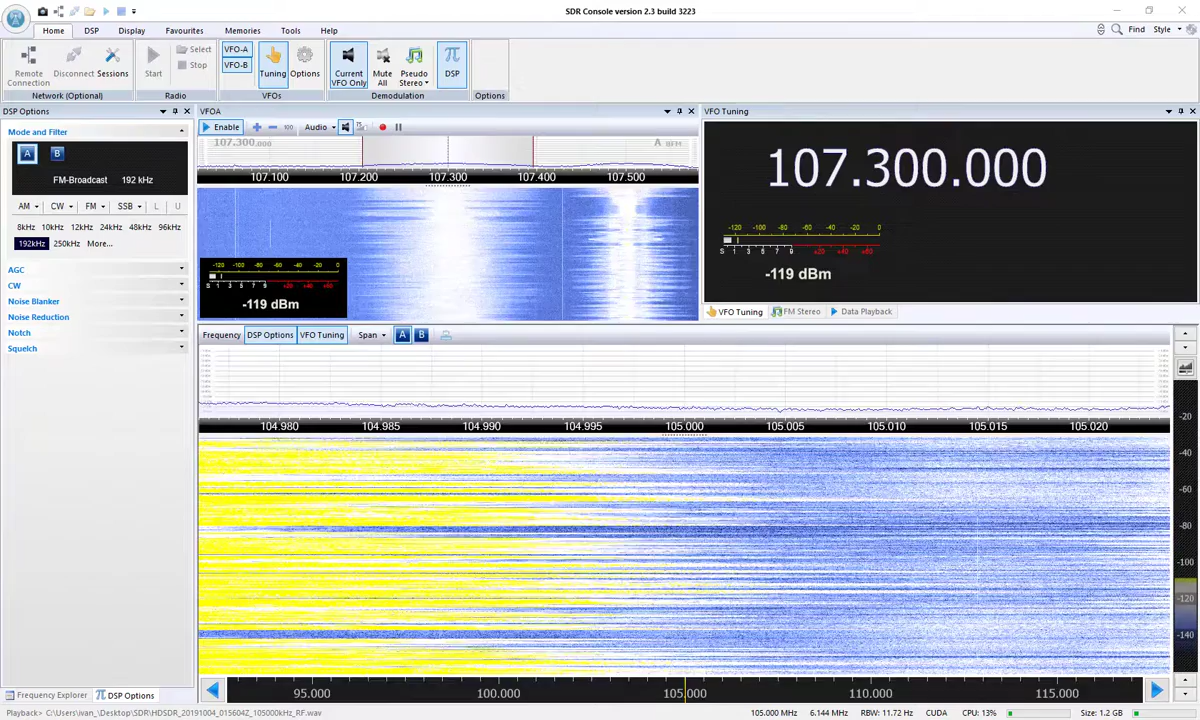 SDR Console version 2.3 build 3223
Home DSP Display Favourites Memories Tools Help Find Style
Remote Connection Disconnect Sessions Start Select Stop VFO-A VFO-B Tuning Options Current VFO Only Mute All Pseudo Stereo DSP
Network (Optional) Radio VFOs Demodulation Options
DSP Options VFOA VFO Tuning
Mode and Filter
A B
FM-Broadcast 192 kHz
AM CW FM SSB L U
8kHz 10kHz 12kHz 24kHz 48kHz 96kHz
192kHz 250kHz More...
AGC
CW
Noise Blanker
Noise Reduction
Notch
Squelch
Enable 100 Audio
107.300.000 A BFM
107.100 107.200 107.300 107.400 107.500
-120 -100 -80 -60 -40 -20 0
S 1 3 5 7 9 +20 +40 +60
-119 dBm
107.300.000
-120 -100 -80 -60 -40 -20 0
S 1 3 5 7 9 +20 +40 +60
-119 dBm
VFO Tuning FM Stereo Data Playback
Frequency DSP Options VFO Tuning Span A B
104.980 104.985 104.990 104.995 105.000 105.005 105.010 105.015 105.020
-20
-40
-60
-80
-100
-120
-140
95.000 100.000 105.000 110.000 115.000
Frequency Explorer DSP Options
Playback> C:\Users\ivan_\Desktop\SDR\HDSDR_20191004_015604Z_105000kHz_RF.wav 105.000 MHz 6.144 MHz RBW: 11.72 Hz CUDA CPU: 13% Size: 1.2 GB